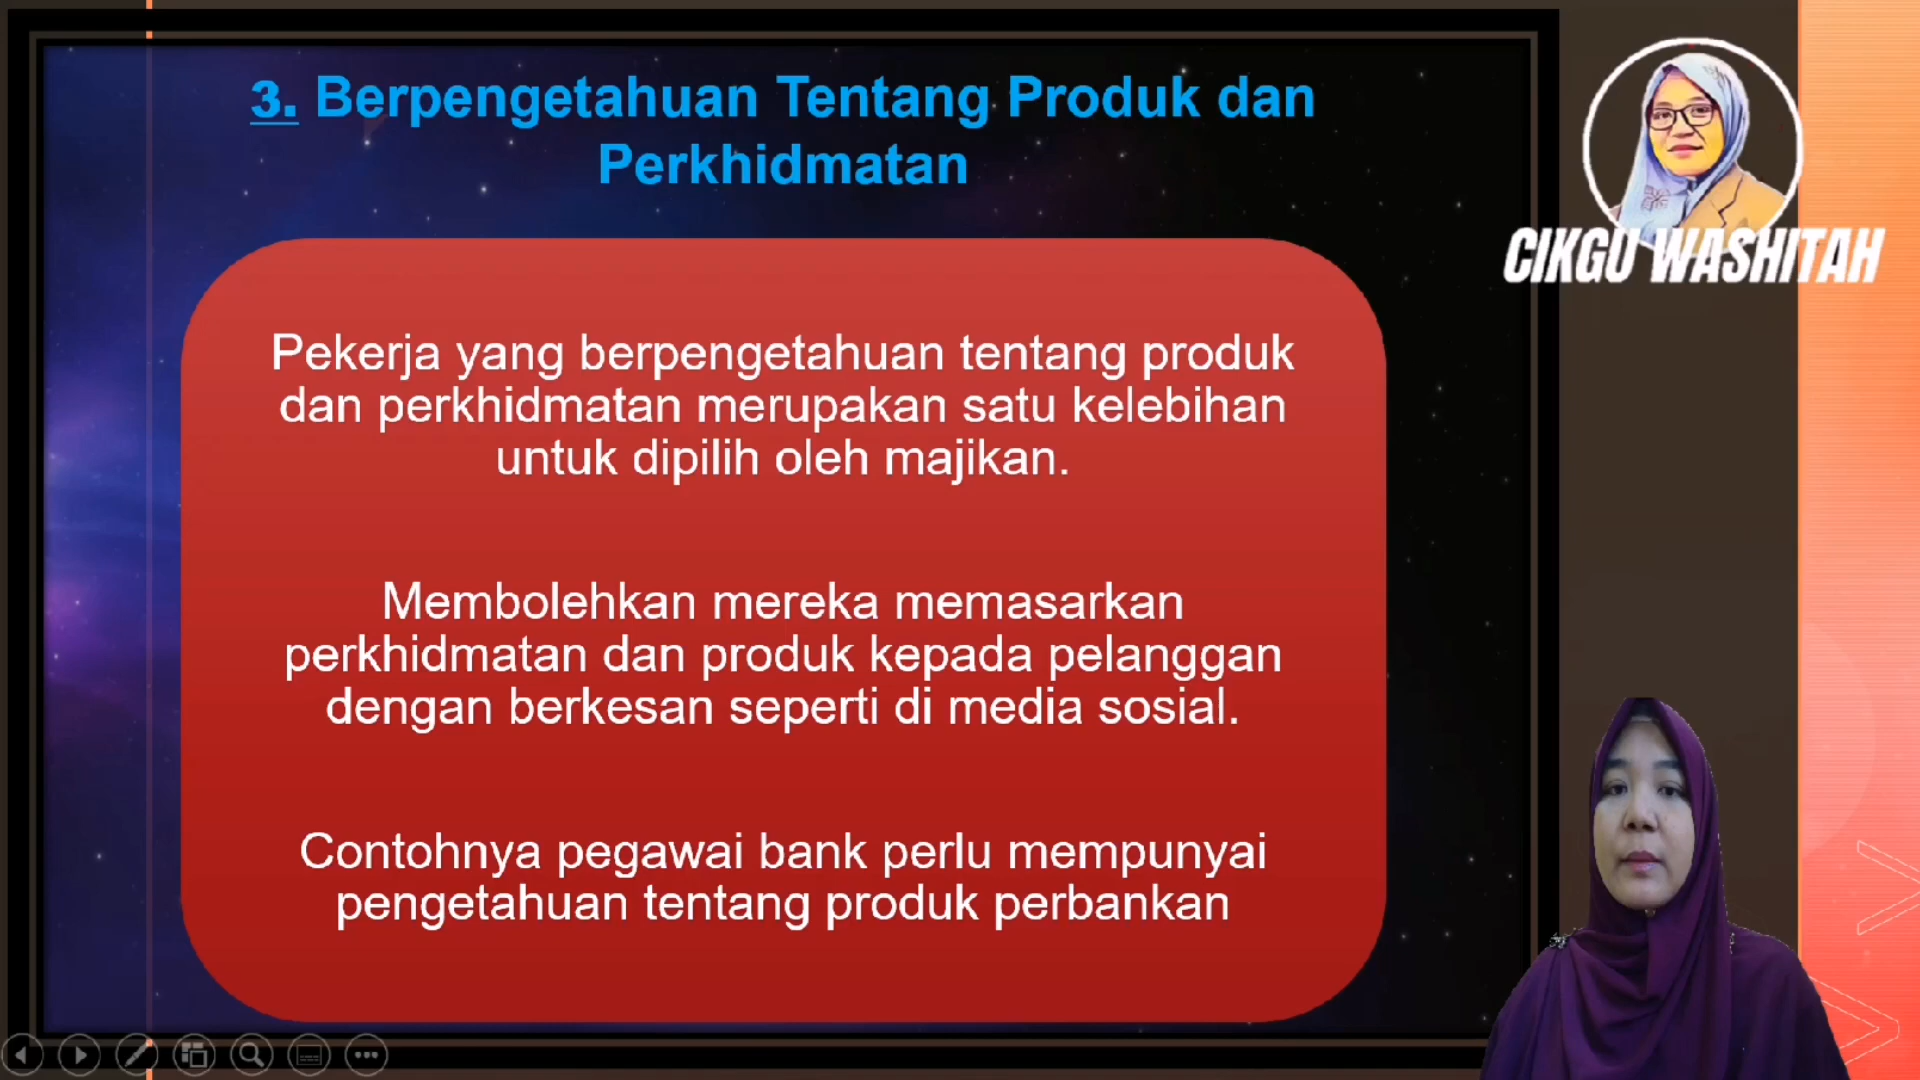 3. Berpengetahuan Tentang Produk dan
Perkhidmatan
CIKGU WASHITAH
Pekerja yang berpengetahuan tentang produk
dan perkhidmatan merupakan satu kelebihan
untuk dipilih oleh majikan.
Membolehkan mereka memasarkan
perkhidmatan dan produk kepada pelanggan
dengan berkesan seperti di media sosial.
Contohnya pegawai bank perlu mempunyai
pengetahuan tentang produk perbankan